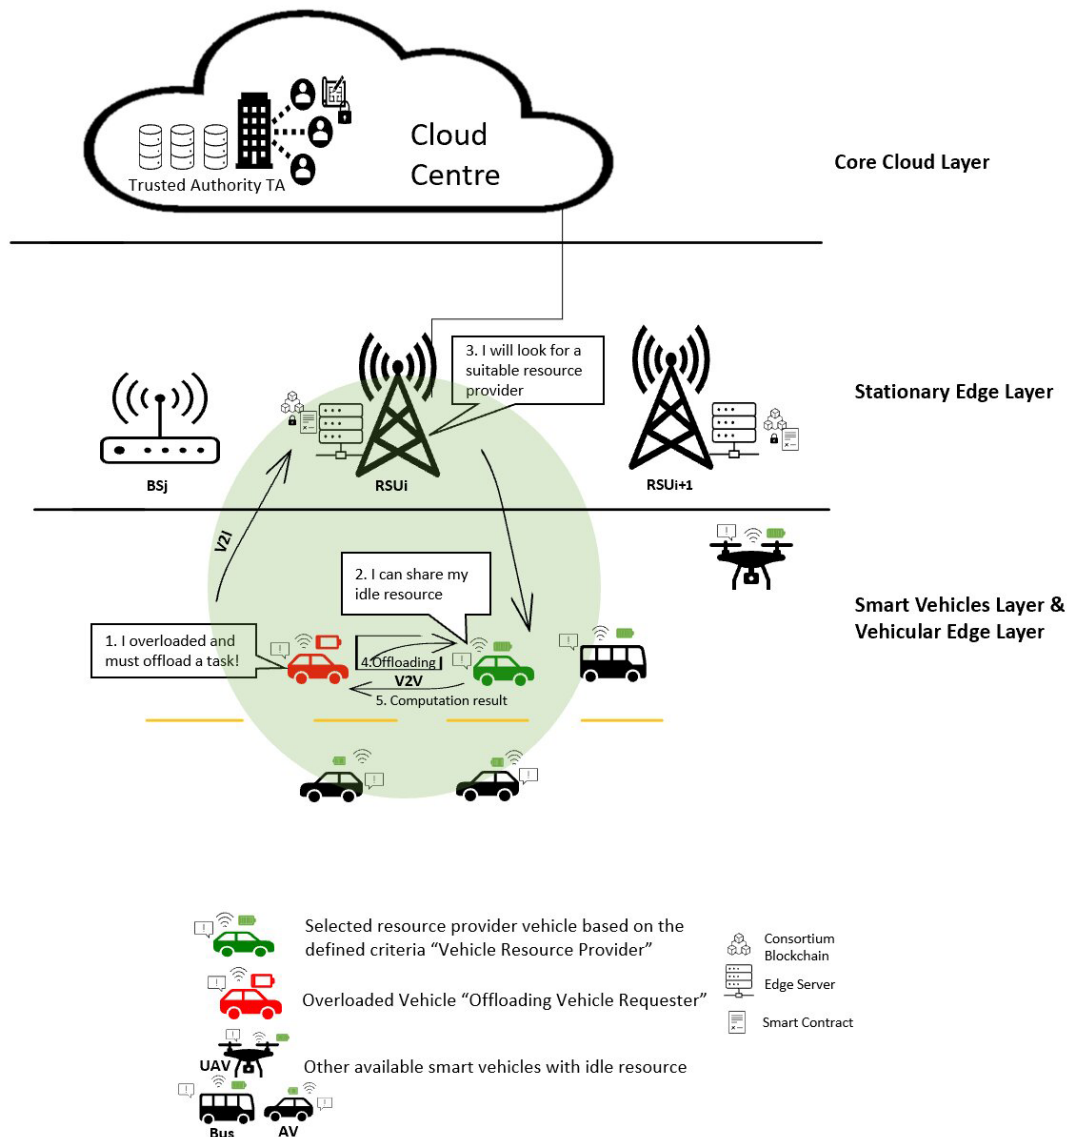 Cloud
Centre
Trusted Authority TA
Core Cloud Layer
3. I will look for a
suitable resource
provider
Stationary Edge Layer
BSj
RSUi
RSUi+1
V2I
2. I can share my
idle resource
Smart Vehicles Layer &
Vehicular Edge Layer
1. I overloaded and
must offload a task!
4.Offloading
V2V
5. Computation result
Selected resource provider vehicle based on the
defined criteria “Vehicle Resource Provider”
Consortium
Blockchain
Edge Server
Overloaded Vehicle “Offloading Vehicle Requester”
Smart Contract
UAV
Other available smart vehicles with idle resource
Bus
AV